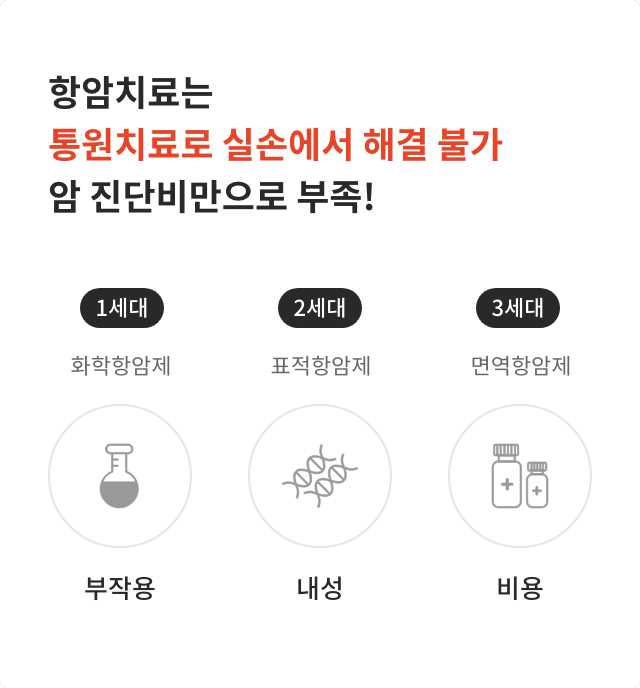 항암치료는
통원치료로 실손에서 해결 불가
암 진단비만으로 부족!
1세대 2세대 3세대
화학항암제 표적항암제 면역항암제
부작용 내성 비용